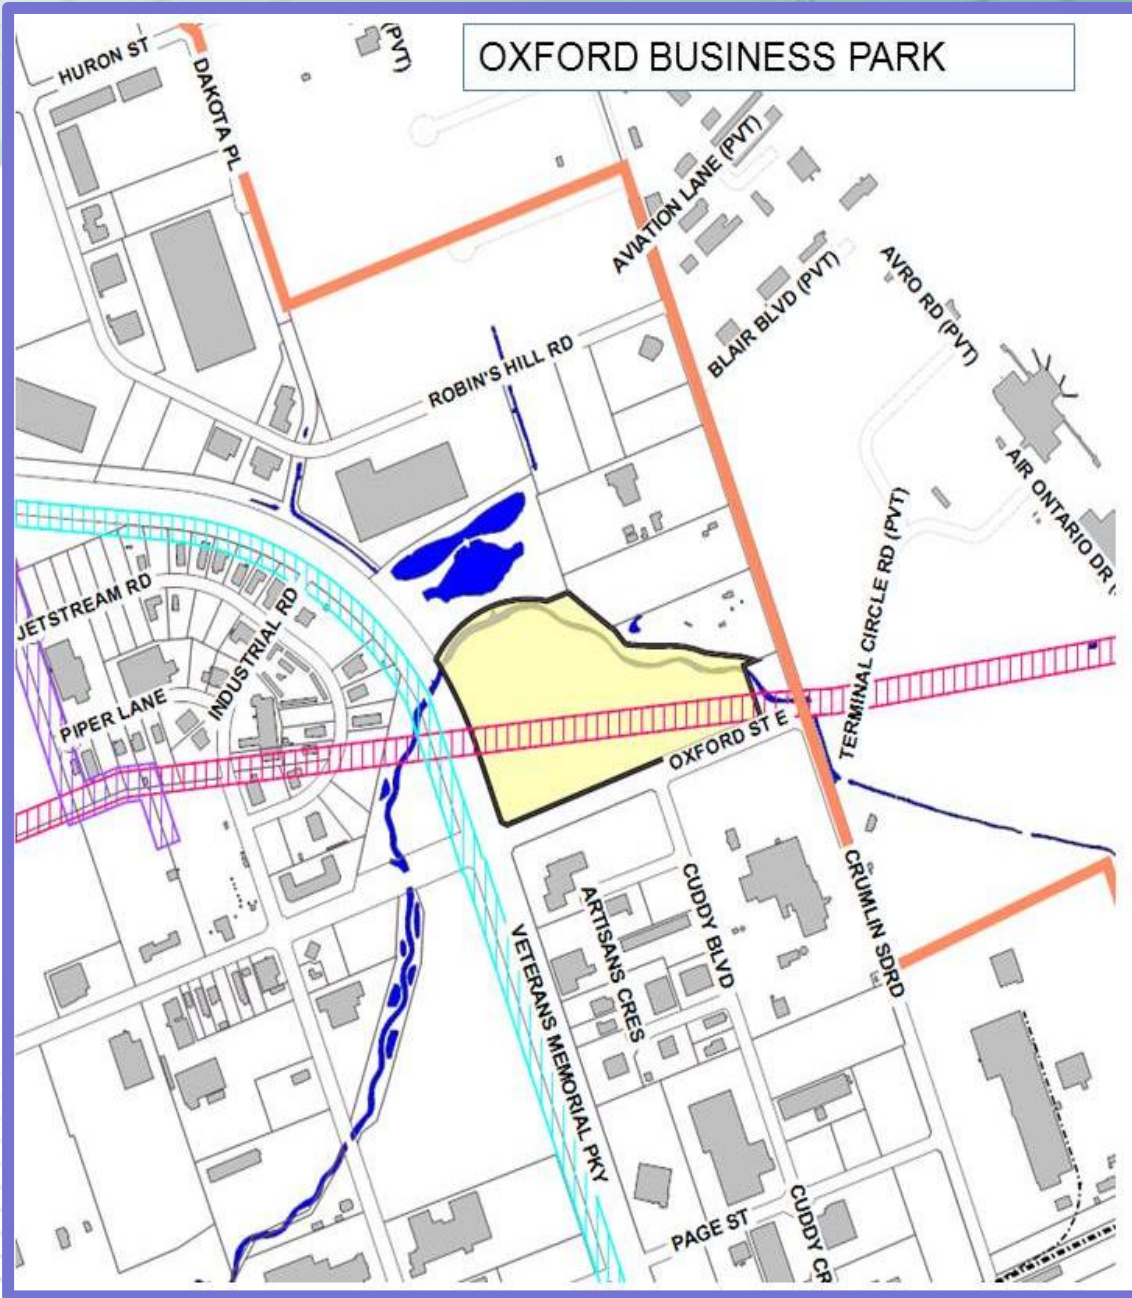 OXFORD BUSINESS PARK
HURON ST
DAKOTA PL
(PVT)
AVIATION LANE (PVT)
BLAIR BLVD (PVT)
AVRO RD (PVT)
ROBIN'S HILL RD
AIR ONTARIO DR
TERMINAL CIRCLE RD (PVT)
JETSTREAM RD
INDUSTRIAL RD
PIPER LANE
OXFORD ST E
CRUMLIN SDRD
CUDDY BLVD
ARTISANS CRES
VETERANS MEMORIAL PKY
PAGE ST
CUDDY CR